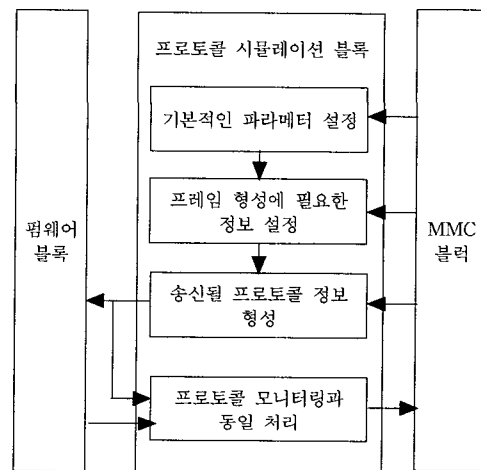 프로토콜 시뮬레이션 블록
기본적인 파라메터 설정
프레임 형성에 필요한
정보 설정
펌웨어
블록
MMC
블럭
송신될 프로토콜 정보
형성
프로토콜 모니터링과
동일 처리